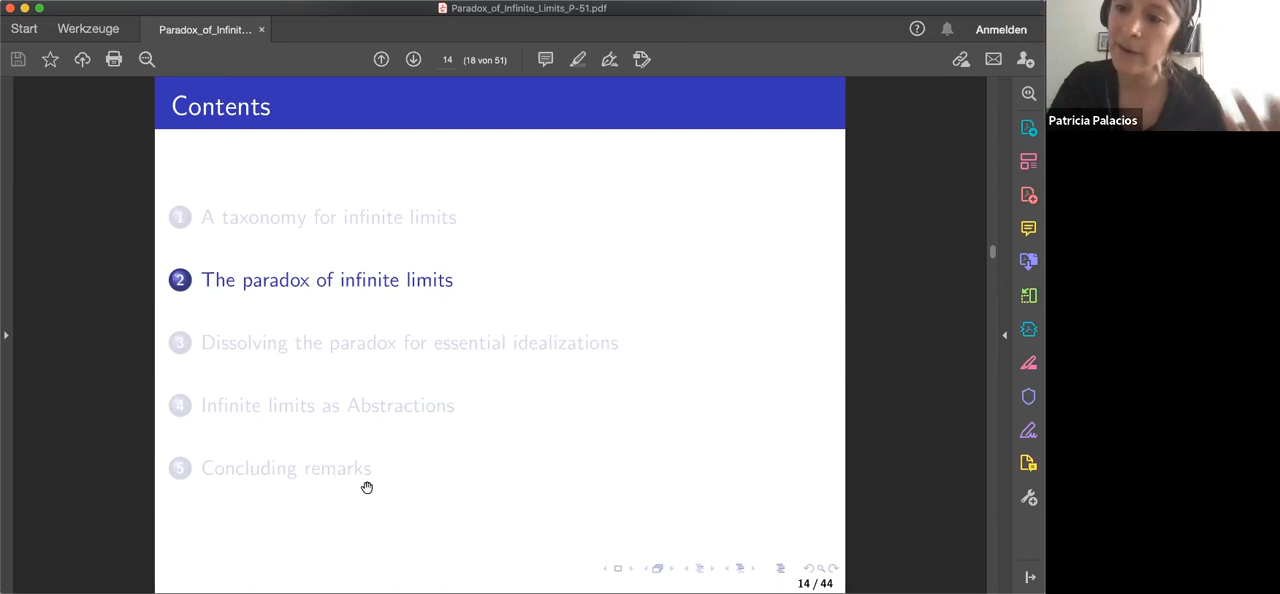 Paradox_of_Infinite_Limits_P-51.pdf
Start Werkzeuge Paradox_of_Infinit... × Anmelden
14 (18 von 51)
Contents
1 A taxonomy for infinite limits
2 The paradox of infinite limits
3 Dissolving the paradox for essential idealizations
4 Infinite limits as Abstractions
5 Concluding remarks
14 / 44
Patricia Palacios